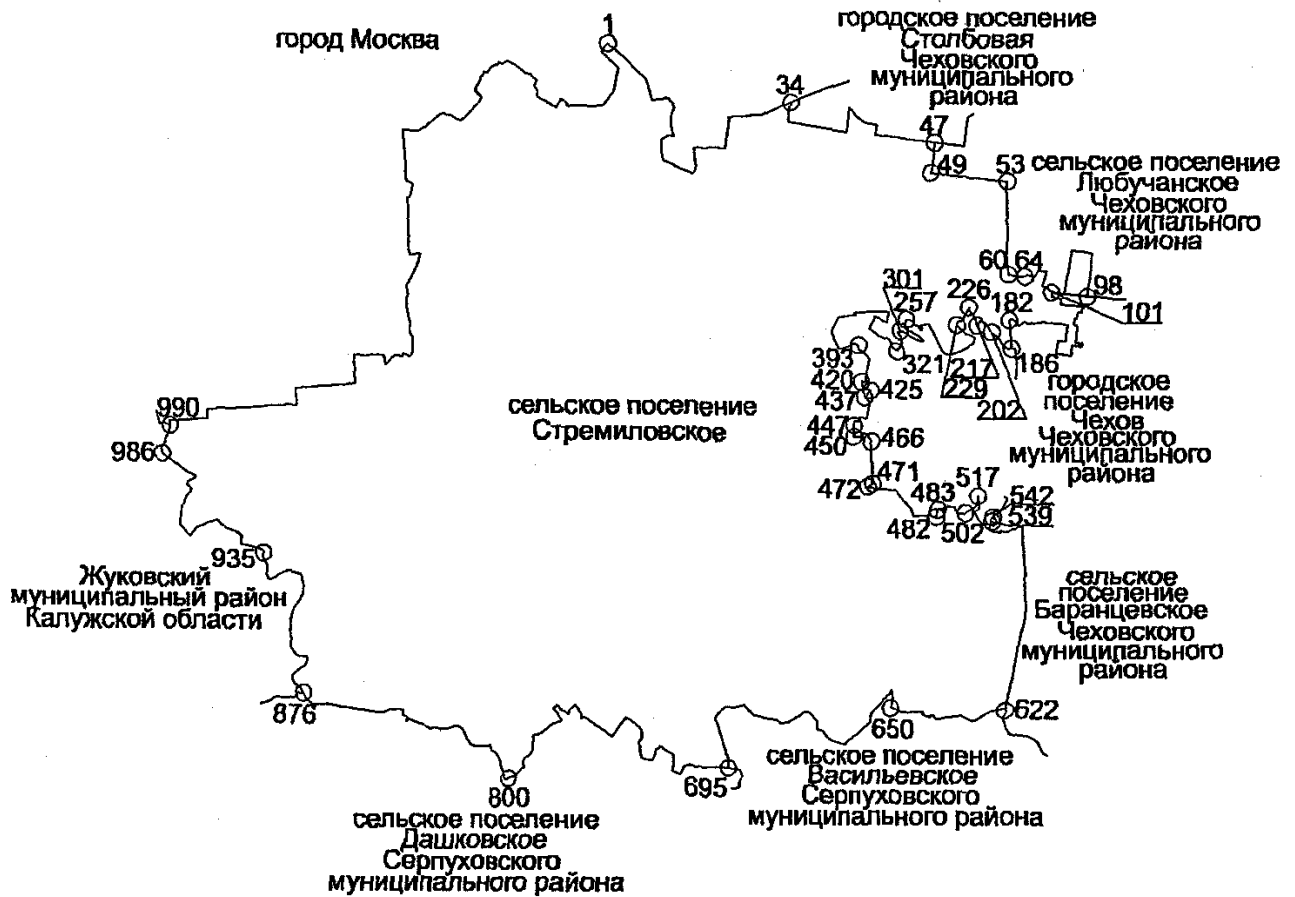 город Москва
1
городское поселение
Столбовая
Чеховского
муниципального
района
34
47
49
53
сельское поселение
Любучанское
Чеховского
муниципального
района
60 64
98
101
301
257
226
182
393
321
217
186
229
202
420
425
437
городское
поселение
Чехов
Чеховского
муниципального
района
сельское поселение
Стремиловское
990
986
447
450
466
471
472
483
517
542
482
502
539
935
Жуковский
муниципальный район
Калужской области
сельское
поселение
Баранцевское
Чеховского
муниципального
района
876
650
622
695
800
сельское поселение
Васильевское
Серпуховского
муниципального района
сельское поселение
Дашковское
Серпуховского
муниципального района